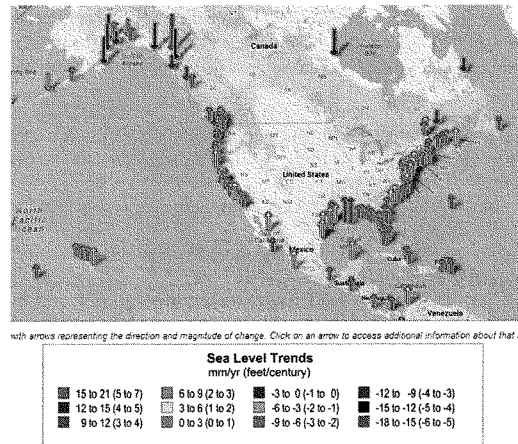 Canada
United States
North
Pacific
Ocean
Mexico
Cuba
Venezuela
with arrows representing the direction and magnitude of change. Click on an arrow to access additional information about that
Sea Level Trends
mm/yr (feet/century)
15 to 21 (5 to 7) 6 to 9 (2 to 3) -3 to 0 (-1 to 0) -12 to -9 (-4 to -3)
12 to 15 (4 to 5) 3 to 6 (1 to 2) -6 to -3 (-2 to -1) -15 to -12 (-5 to -4)
9 to 12 (3 to 4) 0 to 3 (0 to 1) -9 to -6 (-3 to -2) -18 to -15 (-6 to -5)